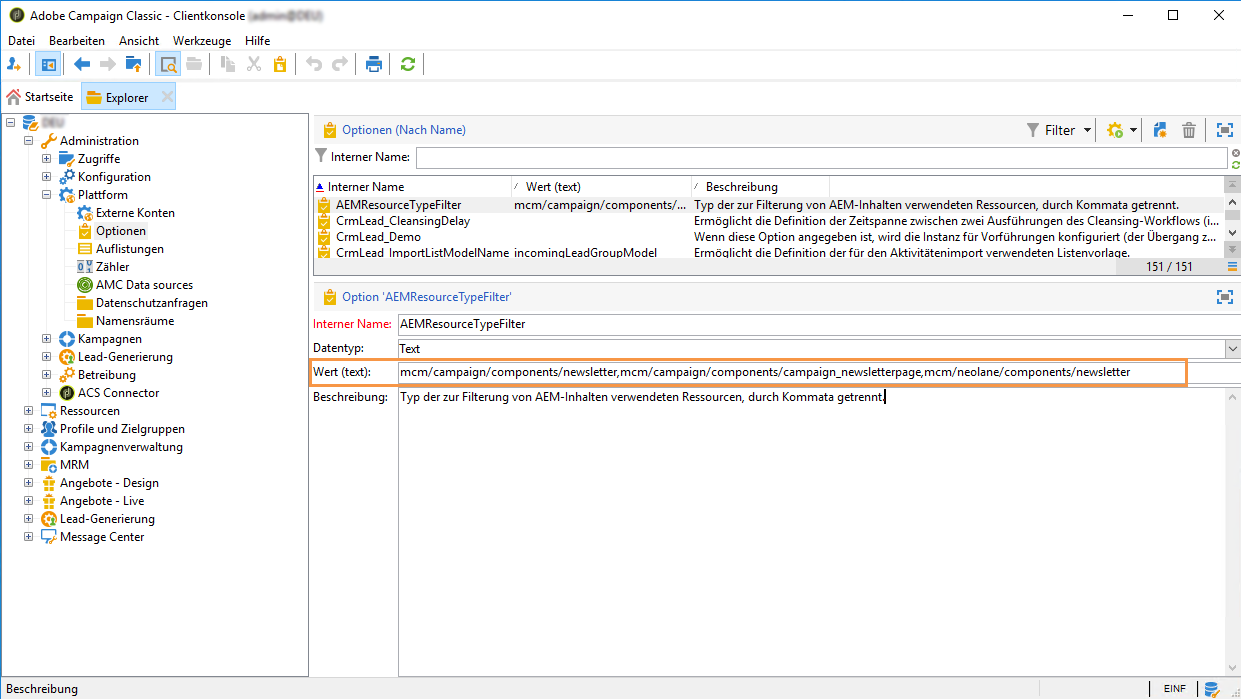 Adobe Campaign Classic - Clientkonsole
Datei Bearbeiten Ansicht Werkzeuge Hilfe
Startseite Explorer
Administration
Zugriffe
Konfiguration
Plattform
Externe Konten
Optionen
Auflistungen
Zähler
AMC Data sources
Datenschutzanfragen
Namensräume
Kampagnen
Lead-Generierung
Betreibung
ACS Connector
Ressourcen
Profile und Zielgruppen
Kampagnenverwaltung
MRM
Angebote - Design
Angebote - Live
Lead-Generierung
Message Center
Optionen (Nach Name) Filter
Interner Name:
Interner Name Wert (text) Beschreibung
AEMResourceTypeFilter mcm/campaign/components/... Typ der zur Filterung von AEM-Inhalten verwendeten Ressourcen, durch Kommata getrennt.
CrmLead_CleansingDelay Ermöglicht die Definition der Zeitspanne zwischen zwei Ausführungen des Cleansing-Workflows (i...
CrmLead_Demo Wenn diese Option angegeben ist, wird die Instanz für Vorführungen konfiguriert (der Übergang z...
CrmLead_ImportListModelName incomingLeadGroupModel Ermöglicht die Definition der für den Aktivitätenimport verwendeten Listenvorlage.
151 / 151
Option 'AEMResourceTypeFilter'
Interner Name: AEMResourceTypeFilter
Datentyp: Text
Wert (text): mcm/campaign/components/newsletter,mcm/campaign/components/campaign_newsletterpage,mcm/neolane/components/newsletter
Beschreibung: Typ der zur Filterung von AEM-Inhalten verwendeten Ressourcen, durch Kommata getrennt.
Beschreibung EINF